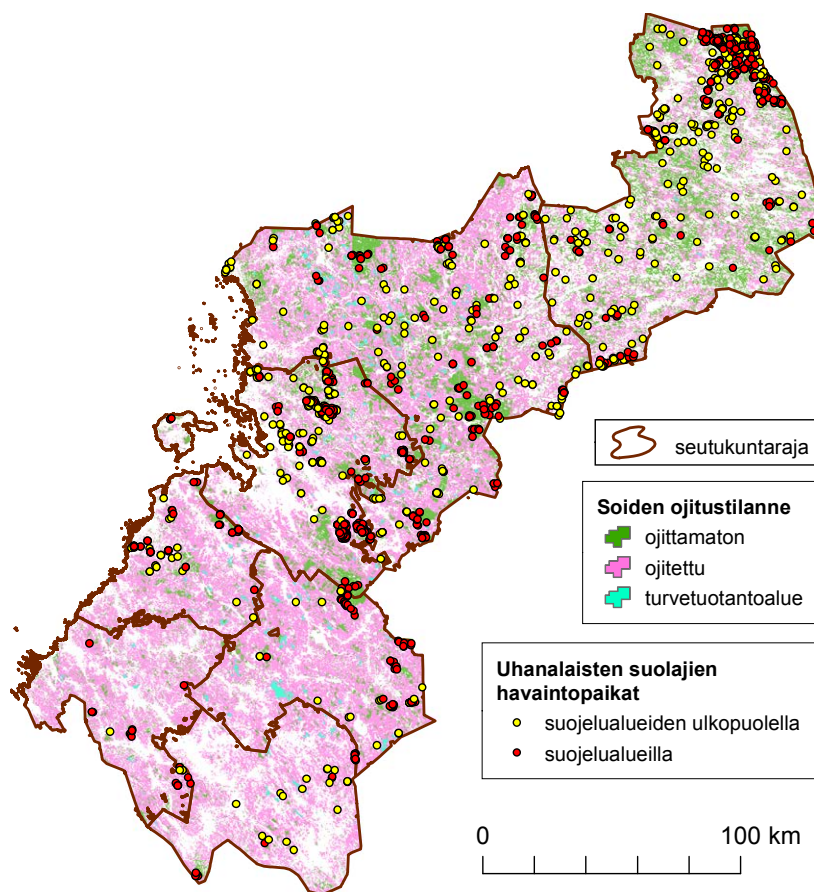 seutukuntaraja
Soiden ojitustilanne
ojittamaton
ojitettu
turvetuotantoalue
Uhanalaisten suolajien
havaintopaikat
suojelualueiden ulkopuolella
suojelualueilla
0 100 km